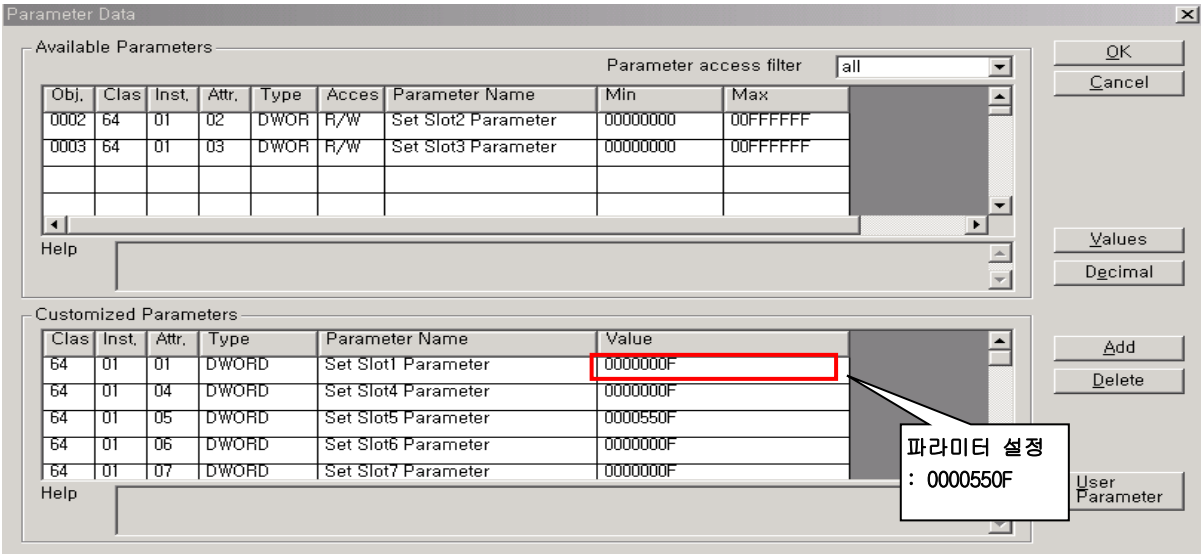 Parameter Data
Available Parameters
Parameter access filter all
Obj. Clas Inst. Attr. Type Acces Parameter Name Min Max
0002 64 01 02 DWOR R/W Set Slot2 Parameter 00000000 00FFFFFF
0003 64 01 03 DWOR R/W Set Slot3 Parameter 00000000 00FFFFFF
Help
Customized Parameters
Clas Inst. Attr. Type Parameter Name Value
64 01 01 DWORD Set Slot1 Parameter 0000000F
64 01 04 DWORD Set Slot4 Parameter 0000000F
64 01 05 DWORD Set Slot5 Parameter 0000550F
64 01 06 DWORD Set Slot6 Parameter 0000000F
64 01 07 DWORD Set Slot7 Parameter 0000000F
Help
파라미터 설정
: 0000550F
OK
Cancel
Values
Decimal
Add
Delete
User
Parameter